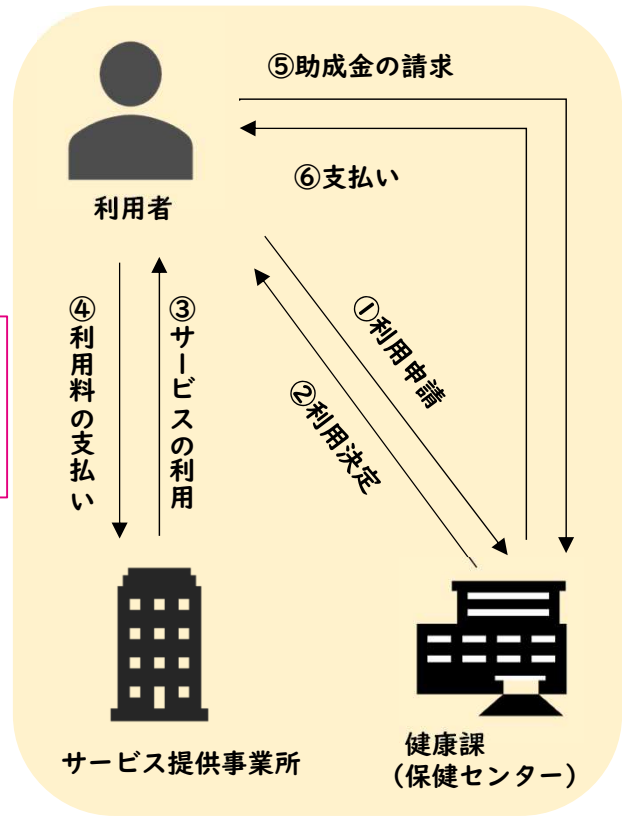 ⑤助成金の請求
⑥支払い
利用者
①利用申請
②利用決定
④利用料の支払い
③サービスの利用
サービス提供事業所
健康課
（保健センター）